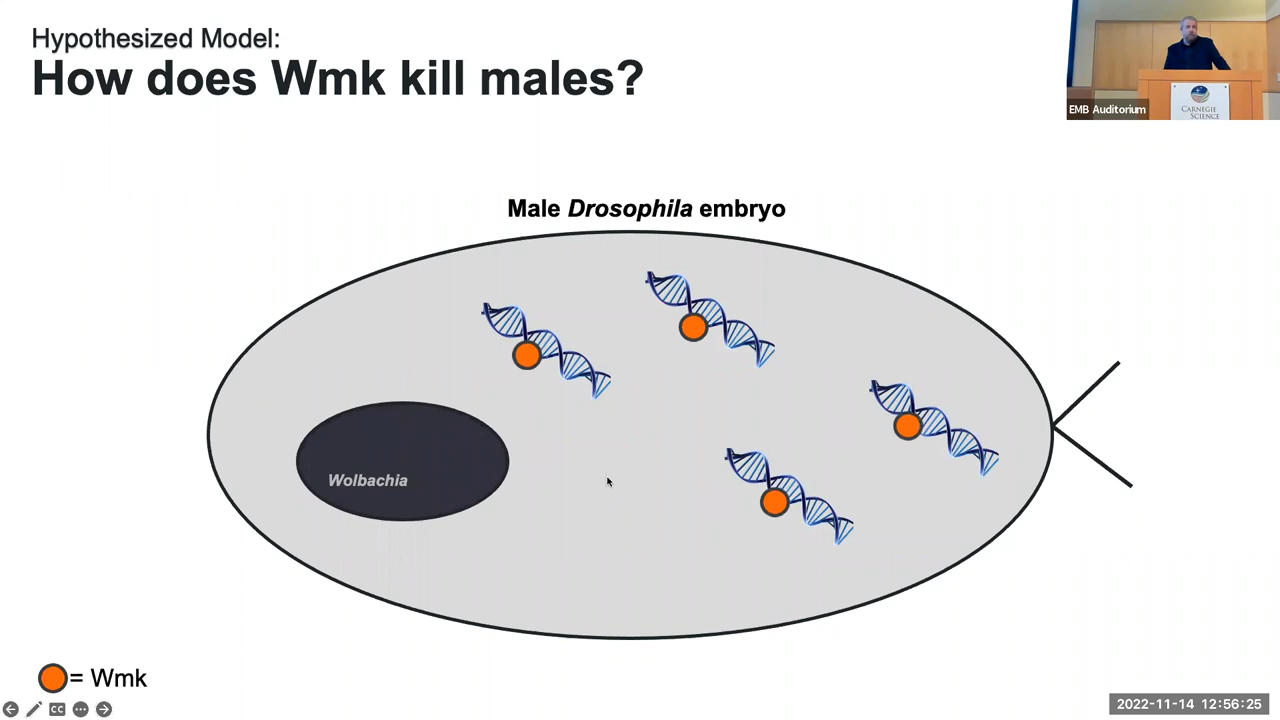 Hypothesized Model:
How does Wmk kill males?
EMB Auditorium
CARNEGIE
SCIENCE
Male Drosophila embryo
Wolbachia
= Wmk
CC
2022-11-14 12:56:25